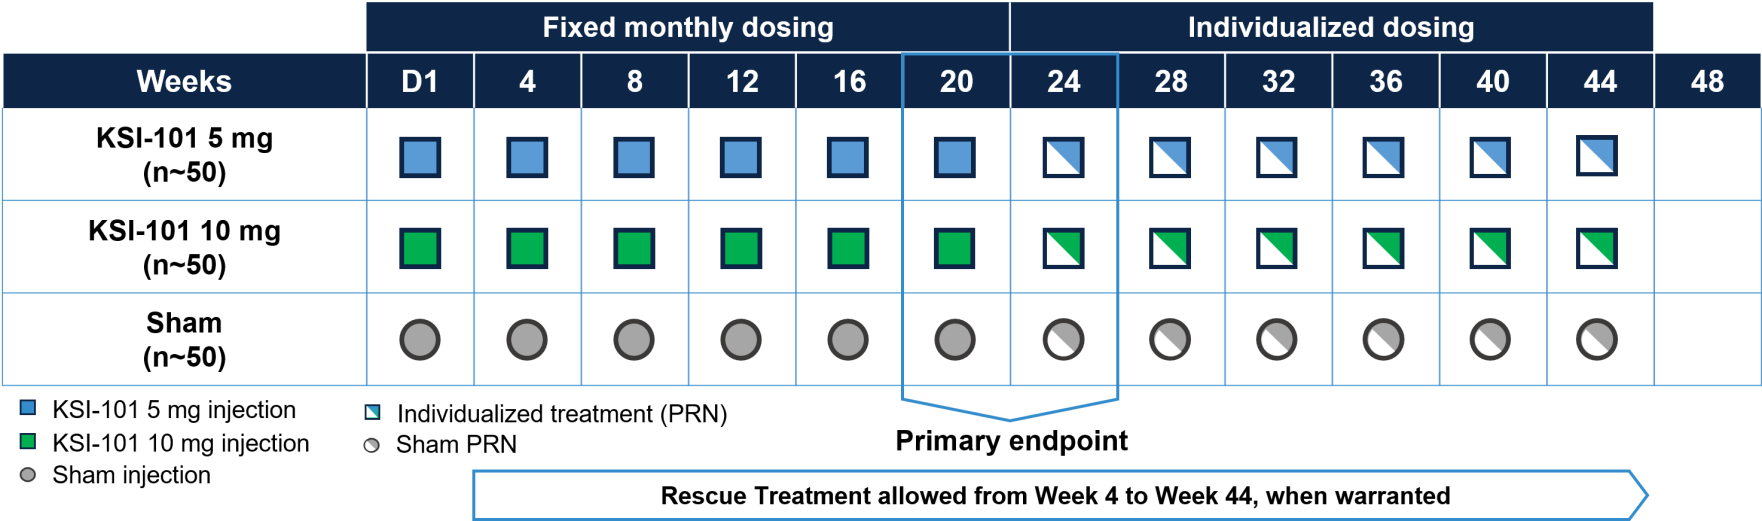 Fixed monthly dosing Individualized dosing
Weeks D1 4 8 12 16 20 24 28 32 36 40 44 48
KSI-101 5 mg
(n~50)
KSI-101 10 mg
(n~50)
Sham
(n~50)
KSI-101 5 mg injection
KSI-101 10 mg injection
Sham injection
Individualized treatment (PRN)
Sham PRN
Primary endpoint
Rescue Treatment allowed from Week 4 to Week 44, when warranted